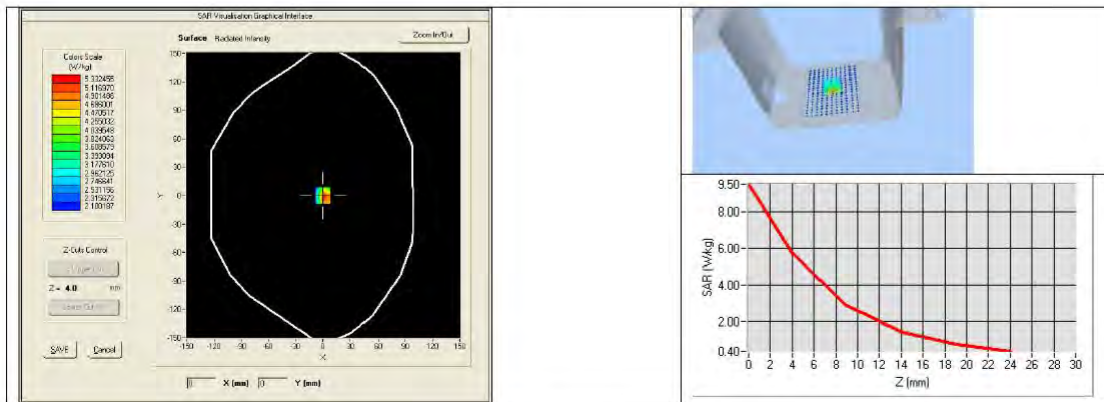 SAR Visualisation Graphical Interface
Surface Radiated Intensity
Zoom In/Out
Colors Scale
(W/kg)
5.332455
5.116970
4.901486
4.686001
4.470517
4.255032
4.039548
3.824063
3.608579
3.393094
3.177610
2.962125
2.746641
2.531156
2.315672
2.100187
150-
120-
90-
60-
30-
0-
-30-
-60-
-90-
-120-
-150-
Y
-150 -120 -90 -60 -30 0 30 60 90 120 150
X
Z-Cuts Control
Z = 4.0 mm
SAVE Cancel
0 X (mm) 0 Y (mm)
9.50
8.00
6.00
4.00
2.00
0.40
SAR (W/kg)
0 2 4 6 8 10 12 14 16 18 20 22 24 26 28 30
Z (mm)